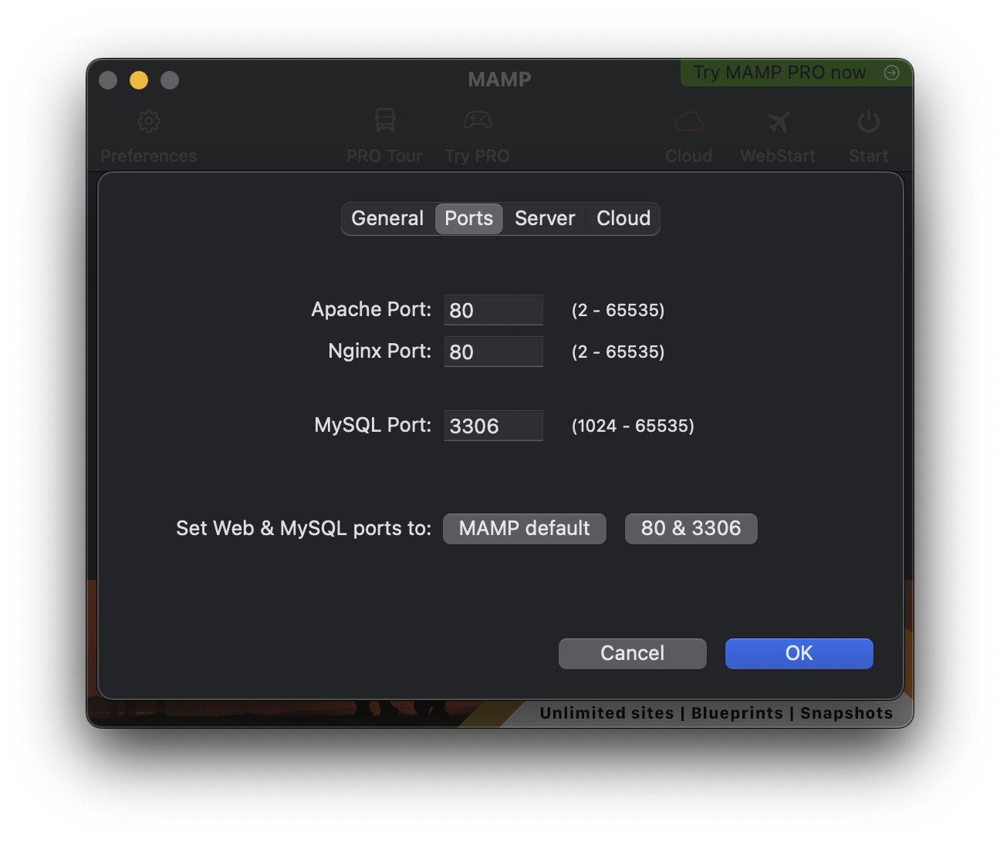 MAMP
Try MAMP PRO now
Preferences
PRO Tour
Try PRO
Cloud
WebStart
Start
General
Ports
Server
Cloud
Apache Port: 80 (2 - 65535)
Nginx Port: 80 (2 - 65535)
MySQL Port: 3306 (1024 - 65535)
Set Web & MySQL ports to: MAMP default 80 & 3306
Cancel
OK
Unlimited sites | Blueprints | Snapshots